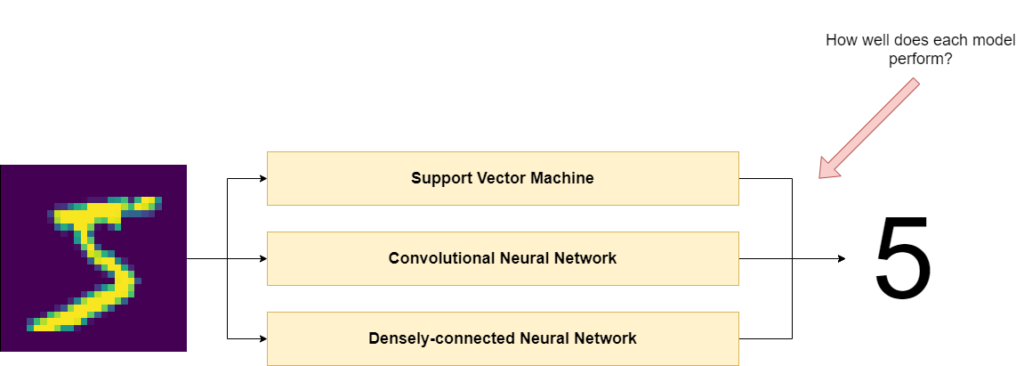 How well does each model
perform?
Support Vector Machine
Convolutional Neural Network
5
Densely-connected Neural Network